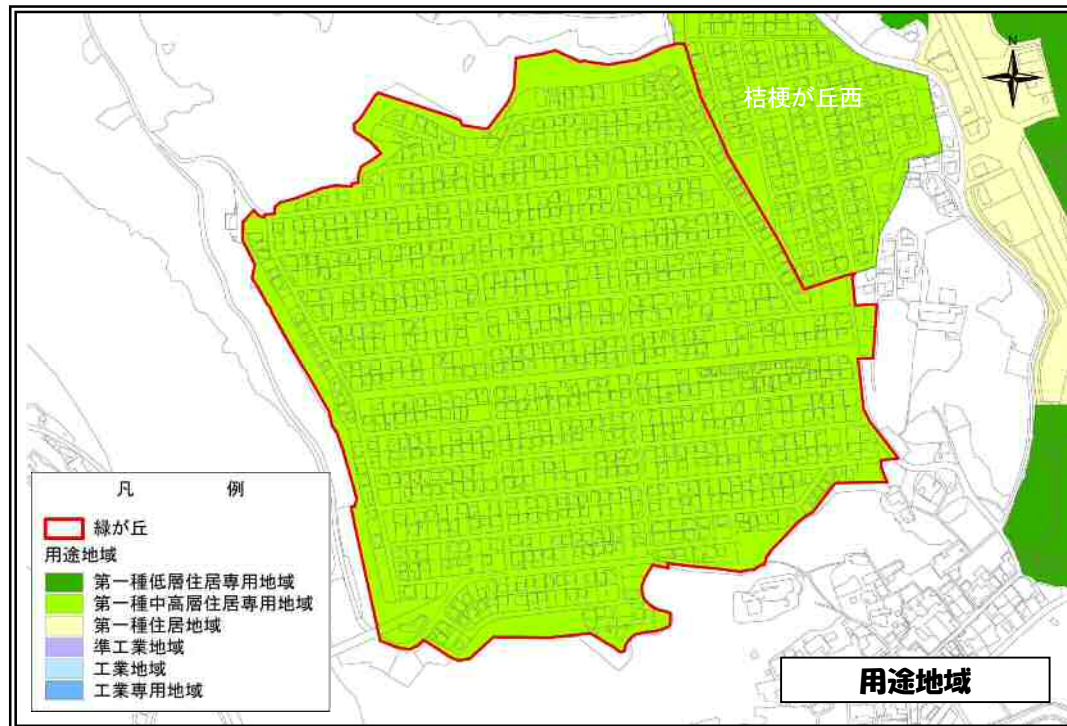 N
桔梗が丘西
凡 例
緑が丘
用途地域
第一種低層住居専用地域
第一種中高層住居専用地域
第一種住居地域
準工業地域
工業地域
工業専用地域
用途地域